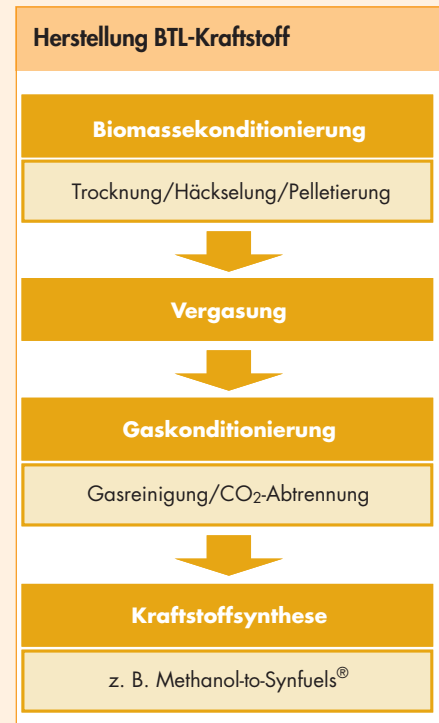 Herstellung BTL-Kraftstoff
Biomassekonditionierung
Trocknung/Häckselung/Pelletierung
Vergasung
Gaskonditionierung
Gasreinigung/CO₂-Abtrennung
Kraftstoffsynthese
z. B. Methanol-to-Synfuels®